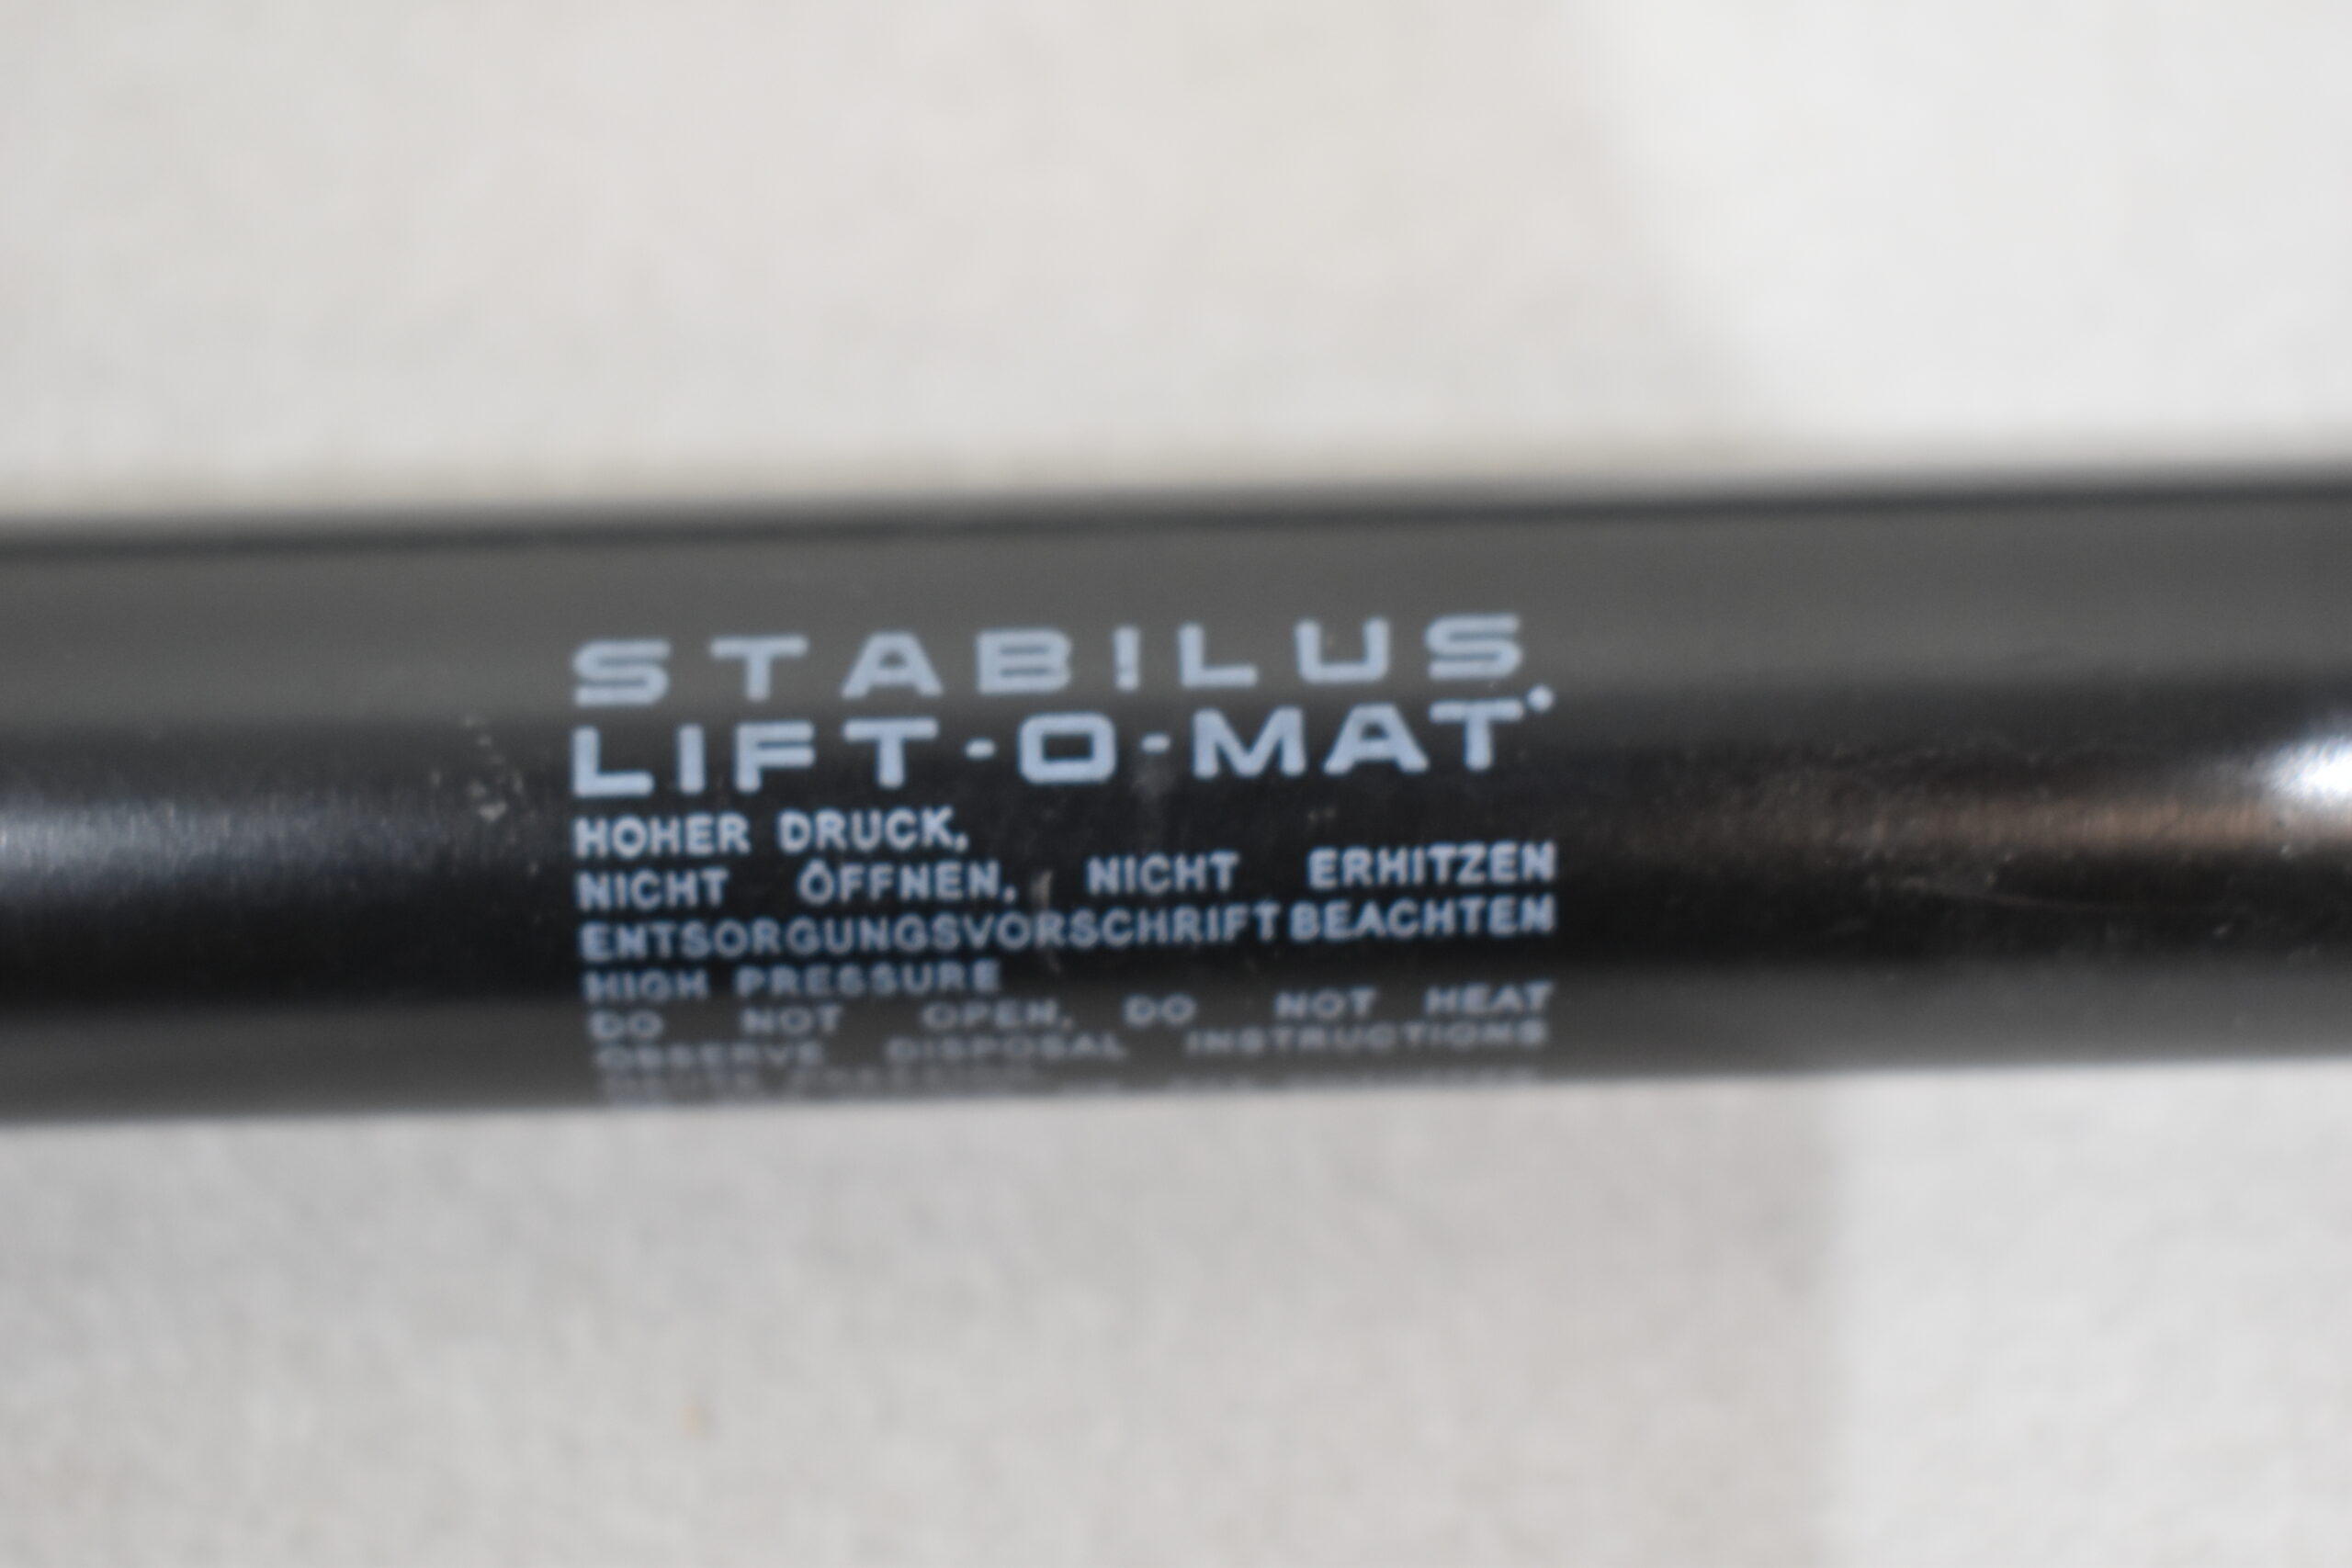 STABILUS
LIFT-O-MAT
HOHER DRUCK,
NICHT ÖFFNEN, NICHT ERHITZEN
ENTSORGUNGSVORSCHRIFT BEACHTEN
HIGH PRESSURE
DO NOT OPEN, DO NOT HEAT
OBSERVE DISPOSAL INSTRUCTIONS